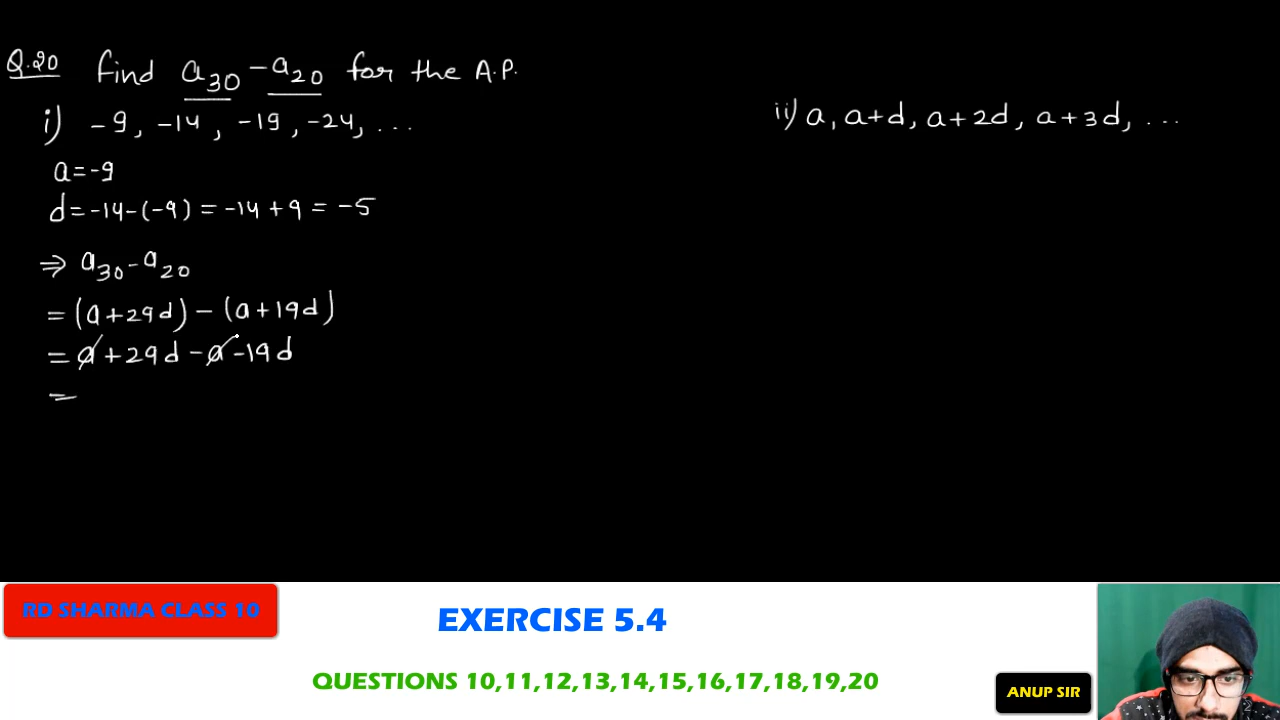 Q.20 Find a₃₀ - a₂₀ for the A.P.
i) -9, -14, -19, -24, ...
a = -9
d = -14-(-9) = -14 + 9 = -5
⇒ a₃₀ - a₂₀
= (a + 29d) - (a + 19d)
= a + 29d - a - 19d
=
ii) a, a+d, a+2d, a+3d, ...
RD SHARMA CLASS 10
EXERCISE 5.4
QUESTIONS 10,11,12,13,14,15,16,17,18,19,20
ANUP SIR